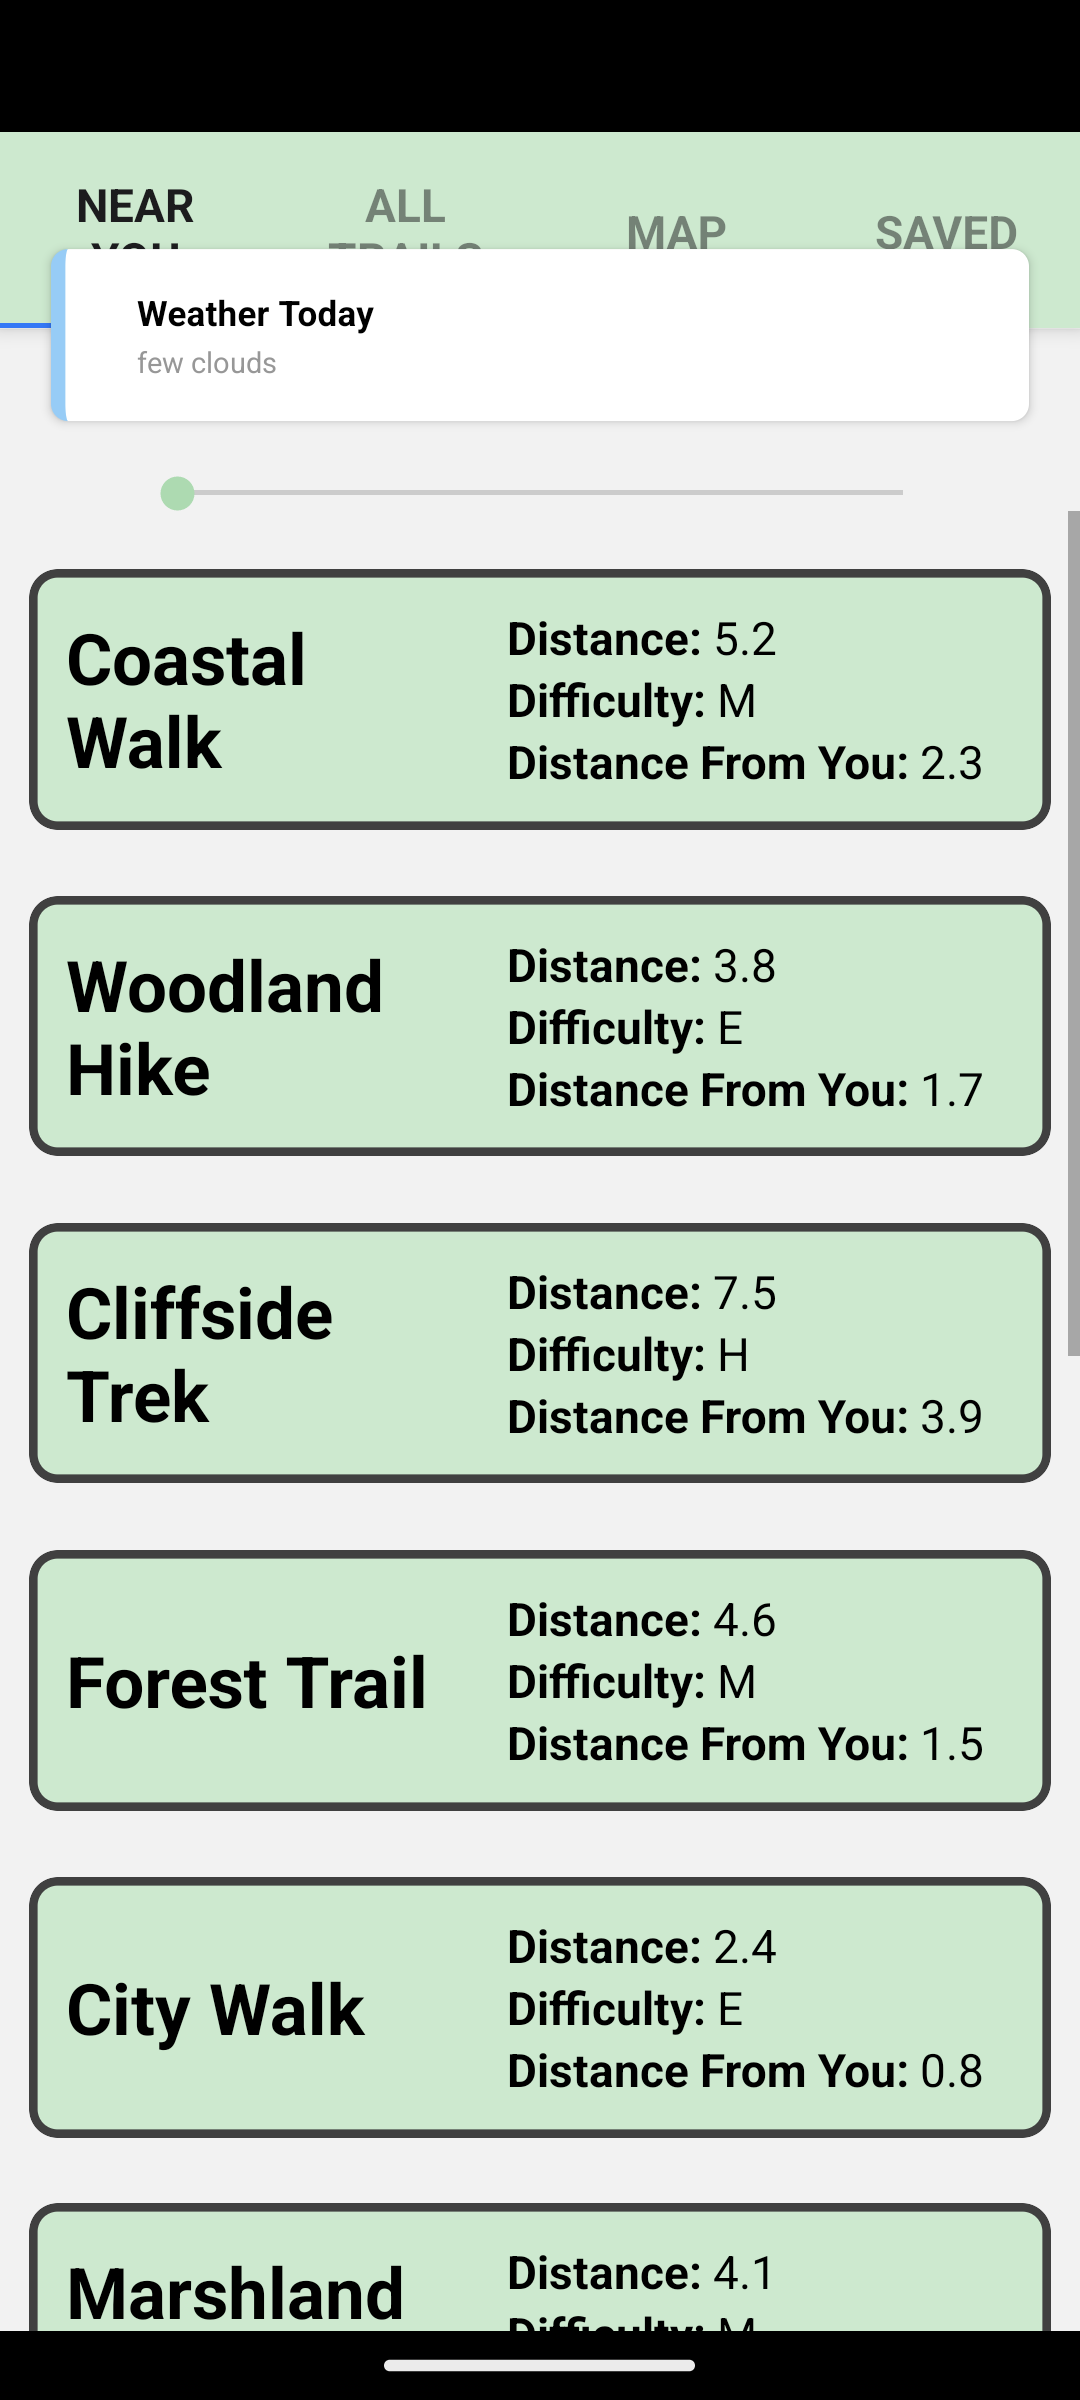 NEAR
YOU
ALL
TRAILS
MAP
SAVED
Weather Today
few clouds
Coastal
Walk
Distance: 5.2
Difficulty: M
Distance From You: 2.3
Woodland
Hike
Distance: 3.8
Difficulty: E
Distance From You: 1.7
Cliffside
Trek
Distance: 7.5
Difficulty: H
Distance From You: 3.9
Forest Trail
Distance: 4.6
Difficulty: M
Distance From You: 1.5
City Walk
Distance: 2.4
Difficulty: E
Distance From You: 0.8
Marshland
Distance: 4.1
Difficulty: M